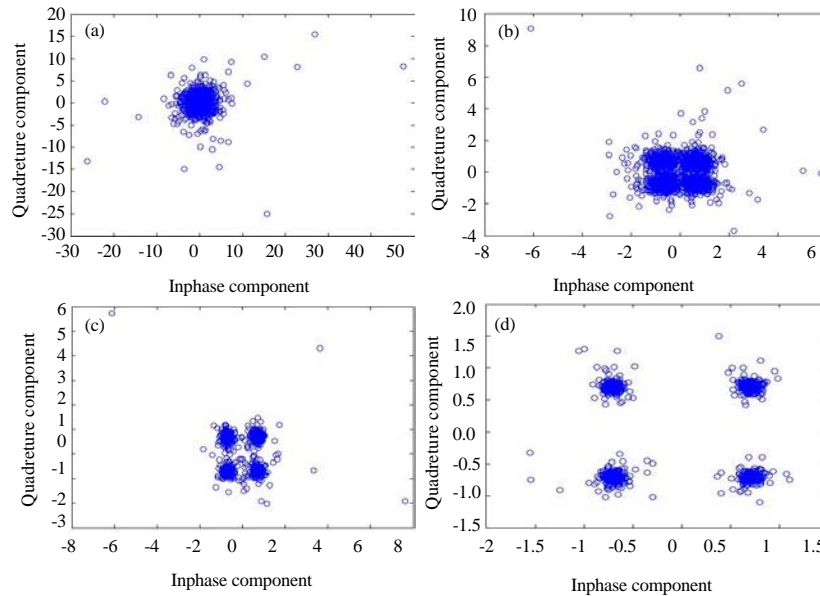 (a)
Quadreture component
20
15
10
5
0
-5
-10
-15
-20
-25
-30
-30 -20 -10 0 10 20 30 40 50
Inphase component
(b)
Quadreture component
10
8
6
4
2
0
-2
-4
-8 -6 -4 -2 0 2 4 6
Inphase component
(c)
Quadreture component
6
5
4
3
2
1
0
-1
-2
-3
-8 -6 -4 -2 0 2 4 6 8
Inphase component
(d)
Quadreture component
2.0
1.5
1.0
0.5
0.0
-0.5
-1.0
-1.5
-2 -1.5 -1 -0.5 0 0.5 1 1.5
Inphase component